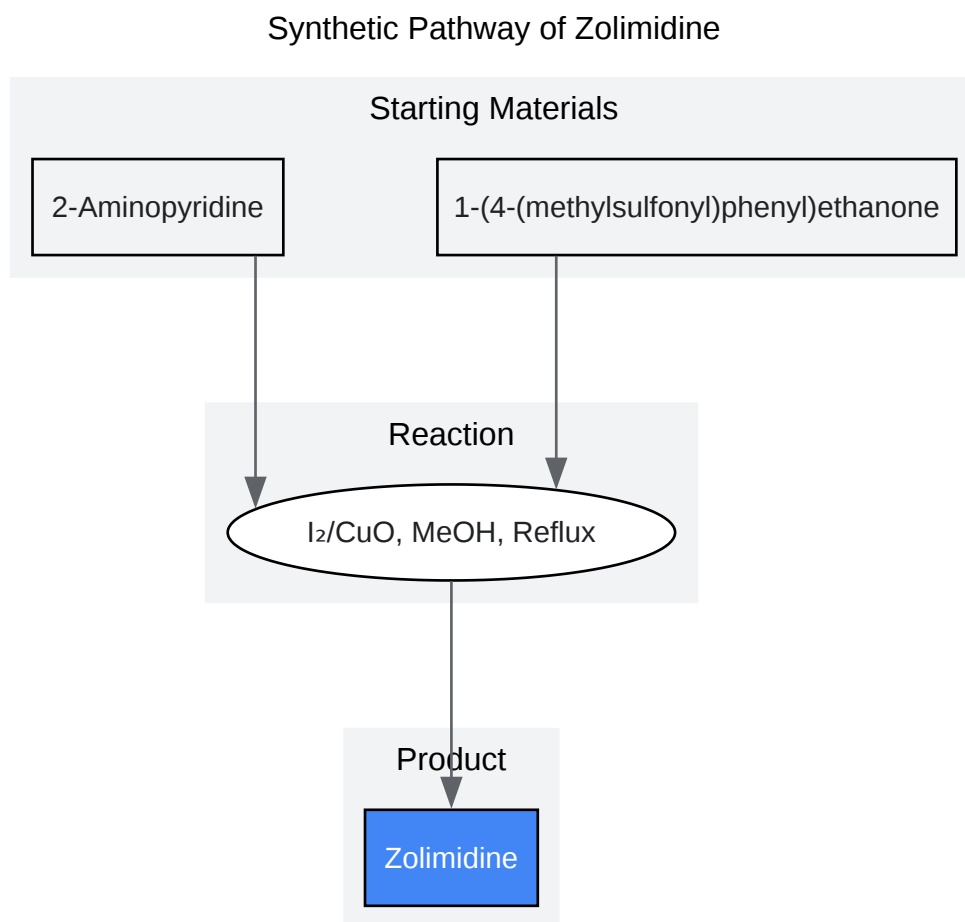 Synthetic Pathway of Zolimidine
Starting Materials
2-Aminopyridine
1-(4-(methylsulfonyl)phenyl)ethanone
Reaction
I₂/CuO, MeOH, Reflux
Product
Zolimidine